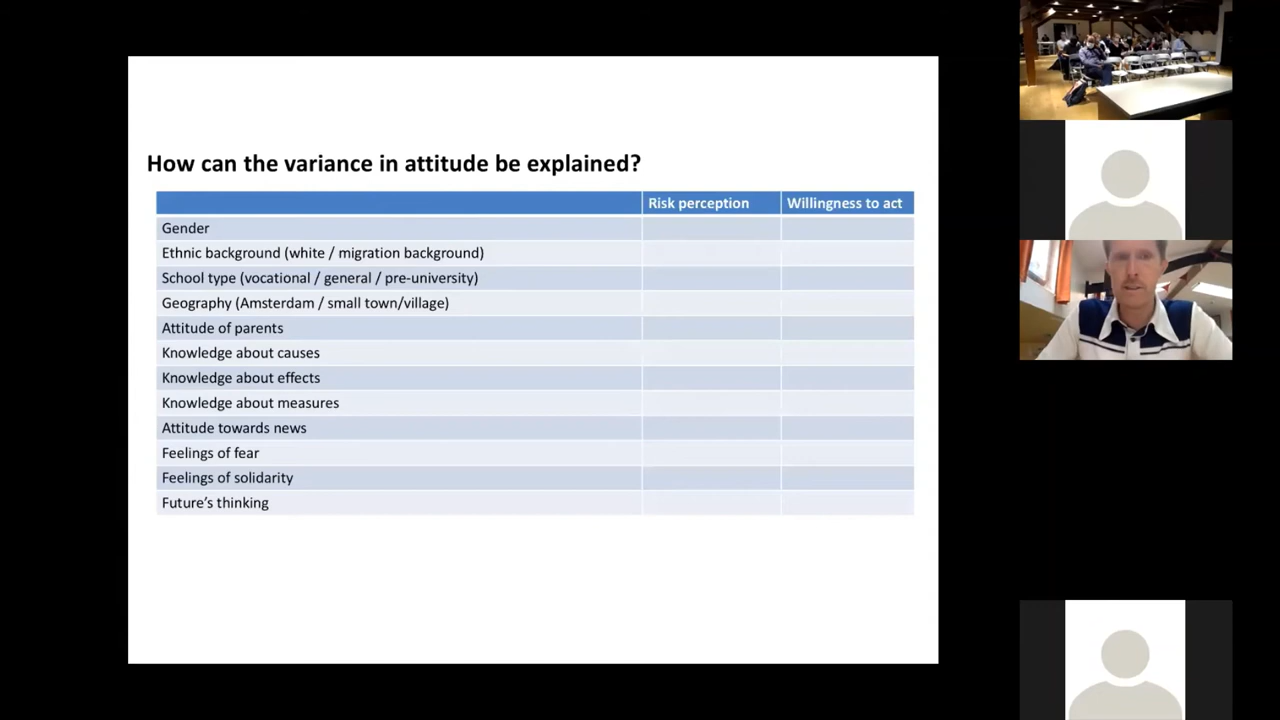 How can the variance in attitude be explained?
Risk perception Willingness to act
Gender
Ethnic background (white / migration background)
School type (vocational / general / pre-university)
Geography (Amsterdam / small town/village)
Attitude of parents
Knowledge about causes
Knowledge about effects
Knowledge about measures
Attitude towards news
Feelings of fear
Feelings of solidarity
Future’s thinking